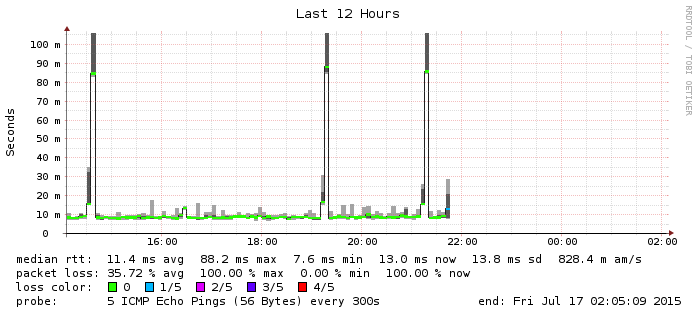 Last 12 Hours
RRDTOOL / TOBI OETIKER
Seconds
100 m
90 m
80 m
70 m
60 m
50 m
40 m
30 m
20 m
10 m
0
16:00 18:00 20:00 22:00 00:00 02:00
median rtt: 11.4 ms avg 88.2 ms max 7.6 ms min 13.0 ms now 13.8 ms sd 828.4 m am/s
packet loss: 35.72 % avg 100.00 % max 0.00 % min 100.00 % now
loss color: 0 1/5 2/5 3/5 4/5
probe: 5 ICMP Echo Pings (56 Bytes) every 300s end: Fri Jul 17 02:05:09 2015